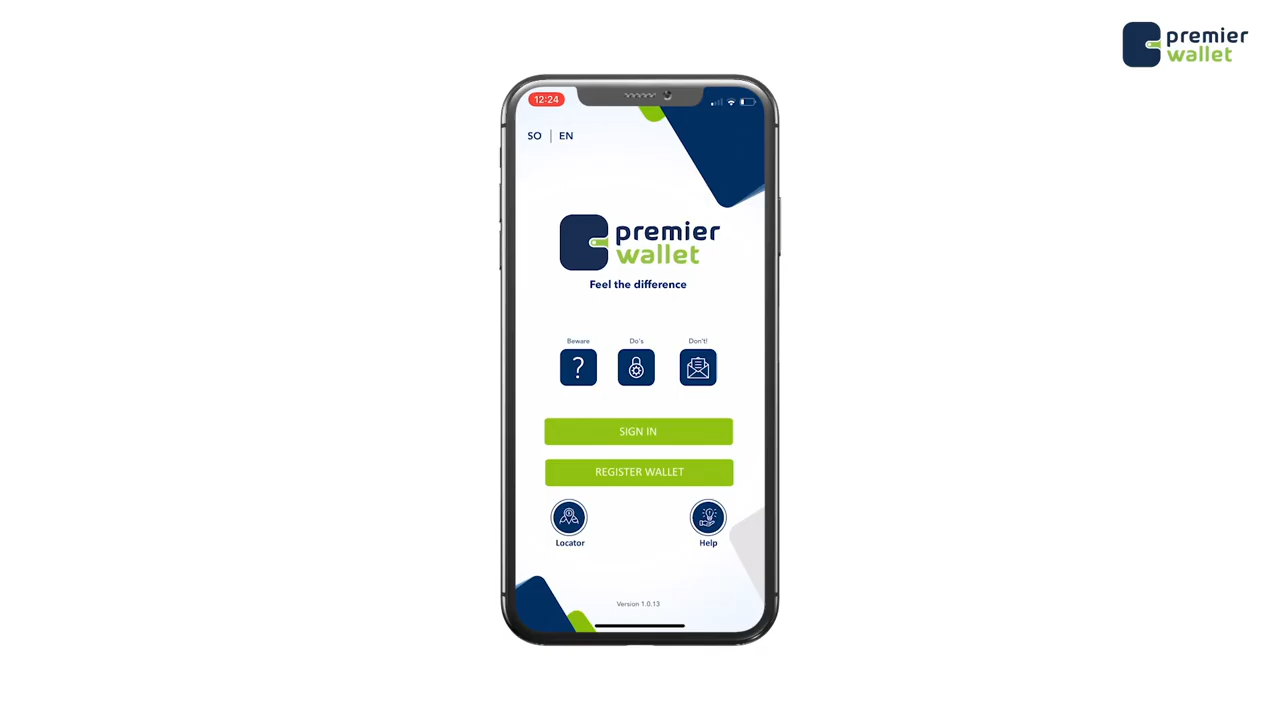 premier
wallet
12:24
SO | EN
premier
wallet
Feel the difference
Beware
Do's
Don't!
SIGN IN
REGISTER WALLET
Locator
Help
Version 1.0.13